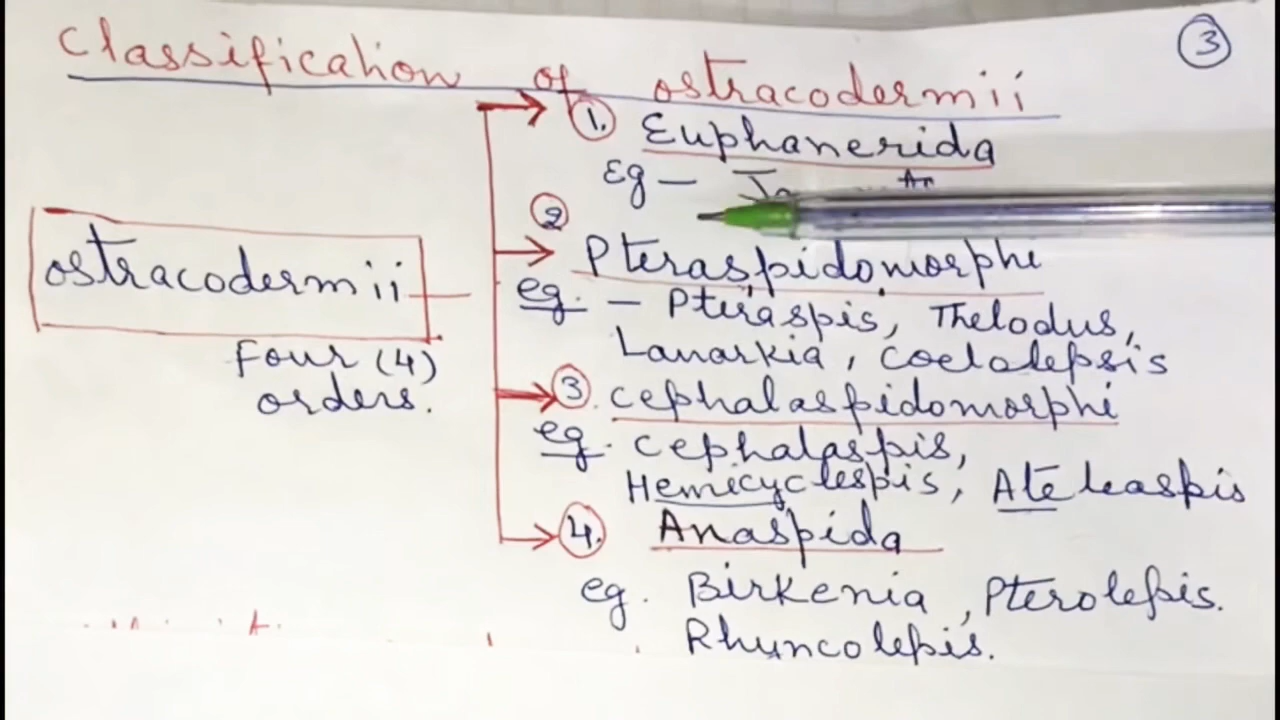 3
Classification of ostracodermii
1. Euphanerida
Eg —
2
Pteraspidomorphi
ostracodermii
eg. — Pteraspis, Thelodus,
Four (4)
Lanarkia, Coelolepsis
orders.
3. cephalaspidomorphi
eg. cephalaspis,
Hemicyclespis, Ateleaspis
4. Anaspida
eg. Birkenia, Pterolepis.
Rhyncolepis.